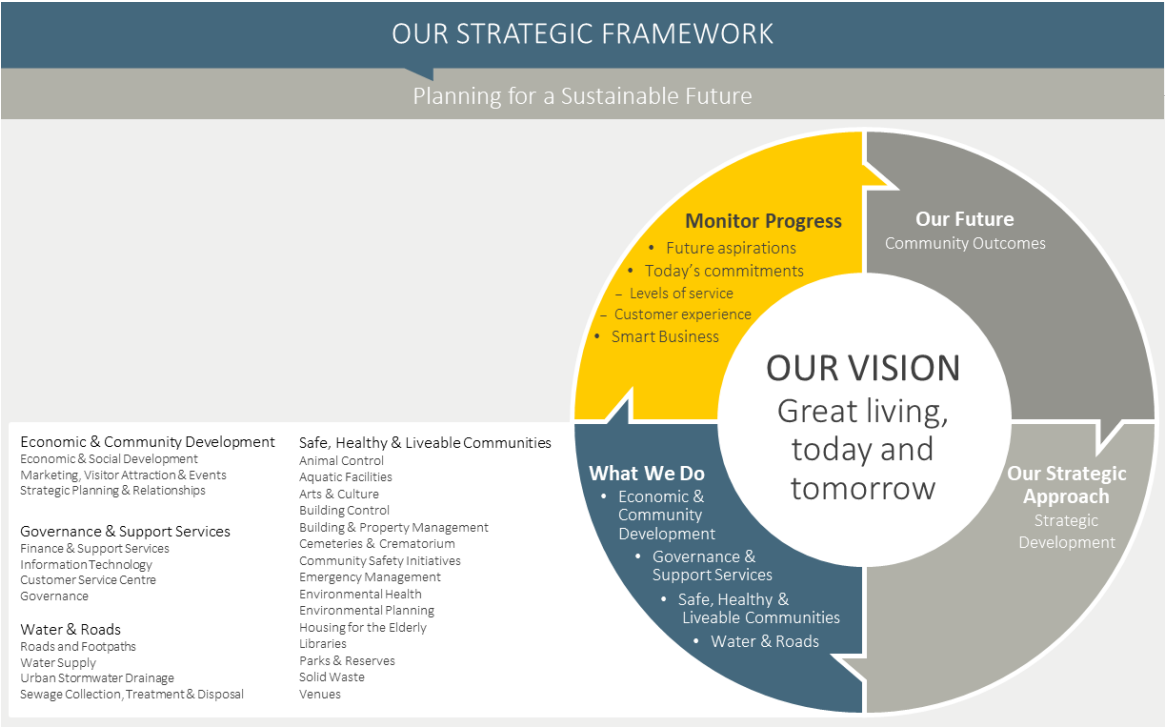 OUR STRATEGIC FRAMEWORK
Planning for a Sustainable Future
Monitor Progress
• Future aspirations
• Today's commitments
– Levels of service
– Customer experience
• Smart Business
Our Future
Community Outcomes
OUR VISION
Great living,
today and
tomorrow
Our Strategic
Approach
Strategic
Development
What We Do
• Economic &
Community
Development
• Governance &
Support Services
• Safe, Healthy &
Liveable Communities
• Water & Roads
Economic & Community Development
Economic & Social Development
Marketing, Visitor Attraction & Events
Strategic Planning & Relationships
Governance & Support Services
Finance & Support Services
Information Technology
Customer Service Centre
Governance
Water & Roads
Roads and Footpaths
Water Supply
Urban Stormwater Drainage
Sewage Collection, Treatment & Disposal
Safe, Healthy & Liveable Communities
Animal Control
Aquatic Facilities
Arts & Culture
Building Control
Building & Property Management
Cemeteries & Crematorium
Community Safety Initiatives
Emergency Management
Environmental Health
Environmental Planning
Housing for the Elderly
Libraries
Parks & Reserves
Solid Waste
Venues